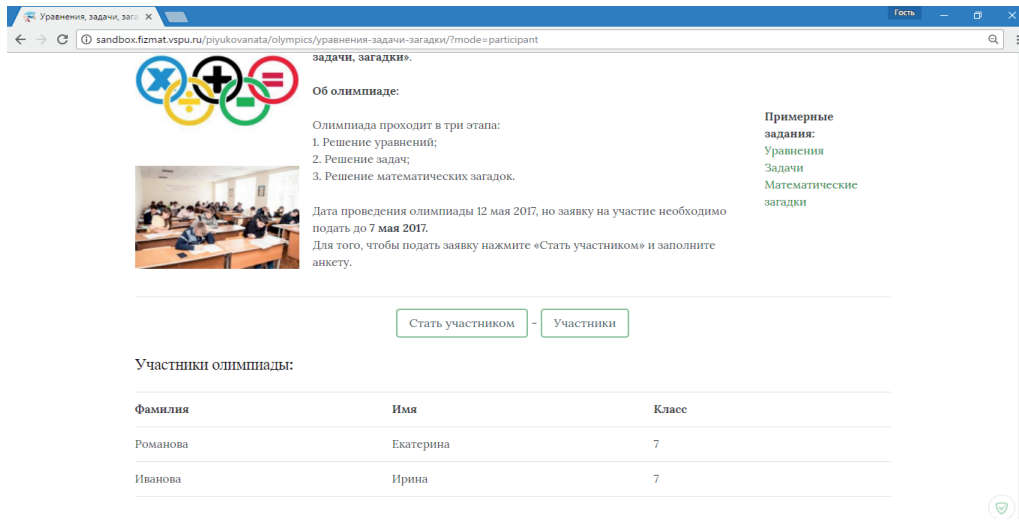 Уравнения, задачи, зага
Гость
sandbox.fizmat.vspu.ru/piyukovanata/olympics/уравнения-задачи-загадки/?mode=participant
задачи, загадки».
Об олимпиаде:
Олимпиада проходит в три этапа:
1. Решение уравнений;
2. Решение задач;
3. Решение математических загадок.
Дата проведения олимпиады 12 мая 2017, но заявку на участие необходимо
подать до 7 мая 2017.
Для того, чтобы подать заявку нажмите «Стать участником» и заполните
анкету.
Примерные
задания:
Уравнения
Задачи
Математические
загадки
Стать участником - Участники
Участники олимпиады:
Фамилия Имя Класс
Романова Екатерина 7
Иванова Ирина 7